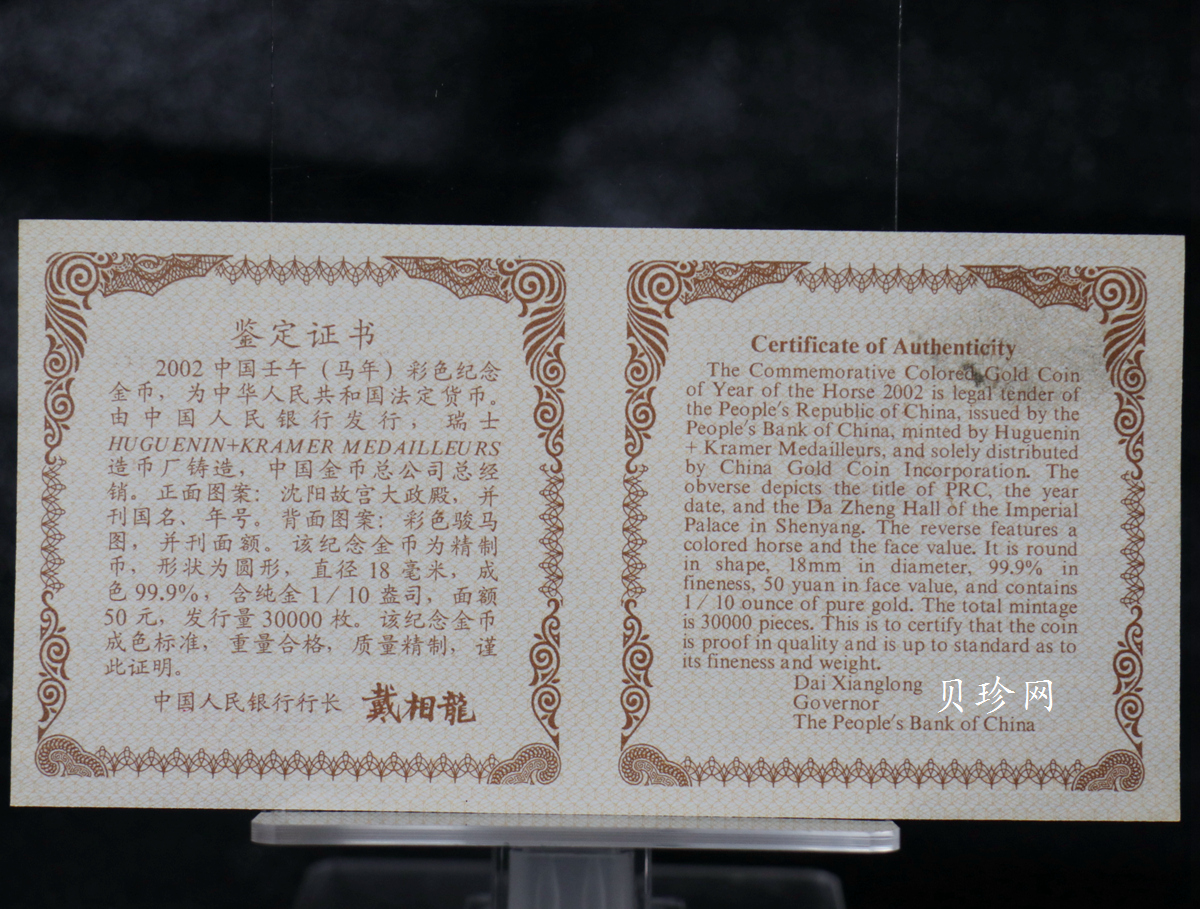 鉴定证书
2002 中国壬午（马年）彩色纪念
金币，为中华人民共和国法定货币。
由中国人民银行发行，瑞士
HUGUENIN+KRAMER MEDAILLEURS
造币厂铸造，中国金币总公司总经
销。正面图案：沈阳故宫大政殿，并
刊国名、年号。背面图案：彩色骏马
图，并刊面额。该纪念金币为精制
币，形状为圆形，直径 18 毫米，成
色 99.9%，含纯金 1／10 盎司，面额
50 元，发行量 30000 枚。该纪念金币
成色标准，重量合格，质量精制，谨
此证明。
中国人民银行行长 戴相龍
Certificate of Authenticity
The Commemorative Colored Gold Coin
of Year of the Horse 2002 is legal tender of
the People's Republic of China, issued by the
People's Bank of China, minted by Huguenin
+ Kramer Medailleurs, and solely distributed
by China Gold Coin Incorporation. The
obverse depicts the title of PRC, the year
date, and the Da Zheng Hall of the Imperial
Palace in Shenyang. The reverse features a
colored horse and the face value. It is round
in shape, 18mm in diameter, 99.9% in
fineness, 50 yuan in face value, and contains
1／10 ounce of pure gold. The total mintage
is 30000 pieces. This is to certify that the coin
is proof in quality and is up to standard as to
its fineness and weight.
Dai Xianglong
Governor
The People's Bank of China
贝珍网